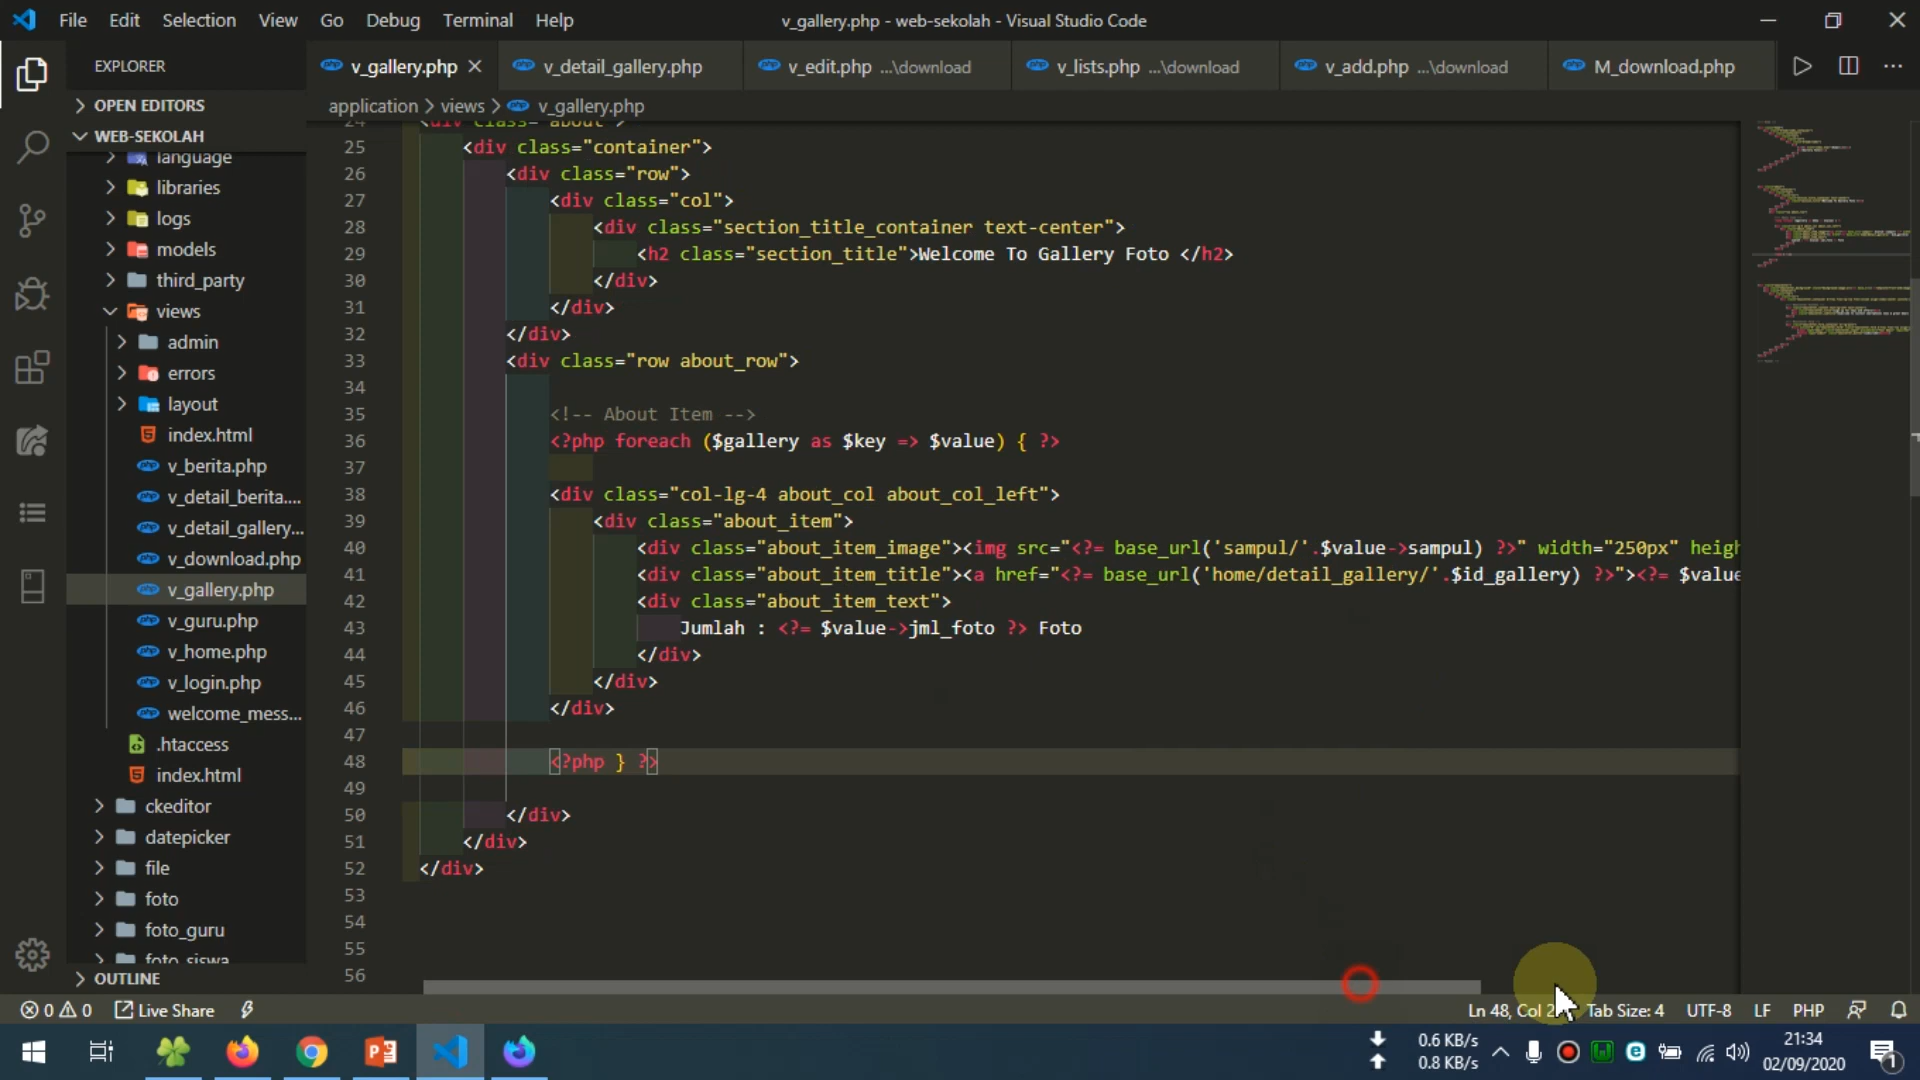 File Edit Selection View Go Debug Terminal Help
v_gallery.php - web-sekolah - Visual Studio Code
EXPLORER
v_gallery.php
v_detail_gallery.php
v_edit.php ...\download
v_lists.php ...\download
v_add.php ...\download
M_download.php
application > views > v_gallery.php
OPEN EDITORS
WEB-SEKOLAH
language
libraries
logs
models
third_party
views
admin
errors
layout
index.html
v_berita.php
v_detail_berita....
v_detail_gallery...
v_download.php
v_gallery.php
v_guru.php
v_home.php
v_login.php
welcome_mess...
.htaccess
index.html
ckeditor
datepicker
file
foto
foto_guru
foto_siswa
OUTLINE
24 <div class="about">
25 <div class="container">
26 <div class="row">
27 <div class="col">
28 <div class="section_title_container text-center">
29 <h2 class="section_title">Welcome To Gallery Foto </h2>
30 </div>
31 </div>
32 </div>
33 <div class="row about_row">
34
35 <!-- About Item -->
36 <?php foreach ($gallery as $key => $value) { ?>
37
38 <div class="col-lg-4 about_col about_col_left">
39 <div class="about_item">
40 <div class="about_item_image"><img src="<?= base_url('sampul/'.$value->sampul) ?>" width="250px" heigh
41 <div class="about_item_title"><a href="<?= base_url('home/detail_gallery/'.$id_gallery) ?>"><?= $value
42 <div class="about_item_text">
43 Jumlah : <?= $value->jml_foto ?> Foto
44 </div>
45 </div>
46 </div>
47
48 <?php } ?>
49
50 </div>
51 </div>
52 </div>
53
54
55
56
0 0 Live Share
Ln 48, Col Tab Size: 4 UTF-8 LF PHP
0.6 KB/s
0.8 KB/s
21:34
02/09/2020
1